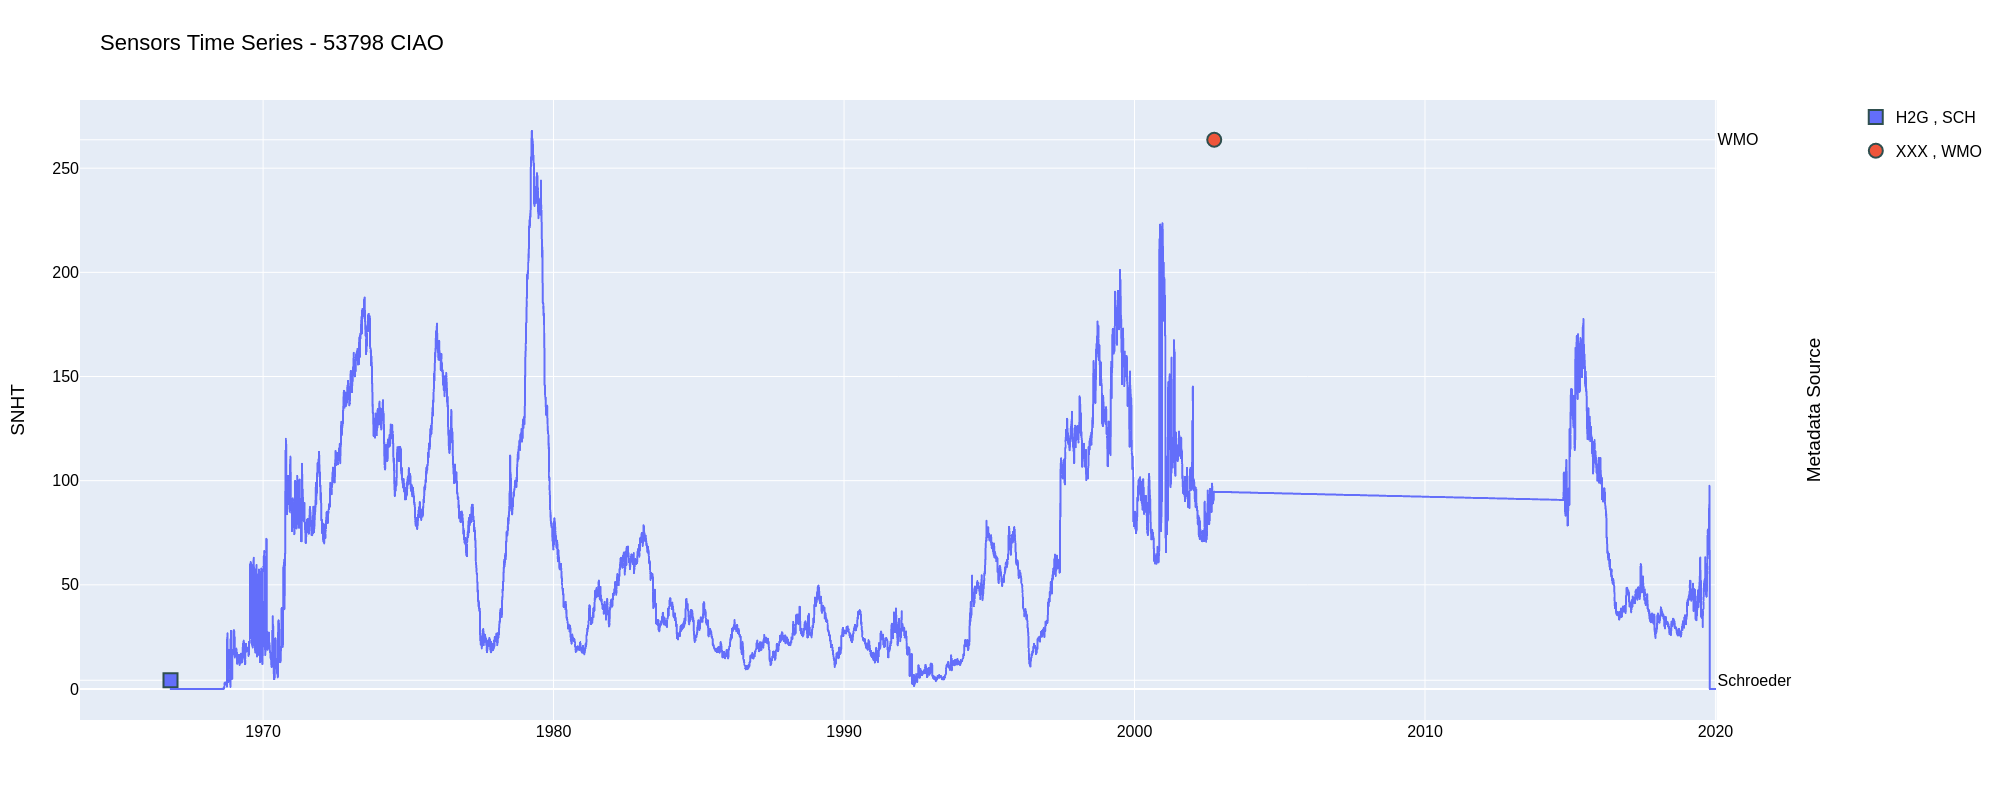 Sensors Time Series - 53798 CIAO
H2G , SCH
XXX , WMO
WMO
Schroeder
Metadata Source
SNHT
250
200
150
100
50
0
1970
1980
1990
2000
2010
2020